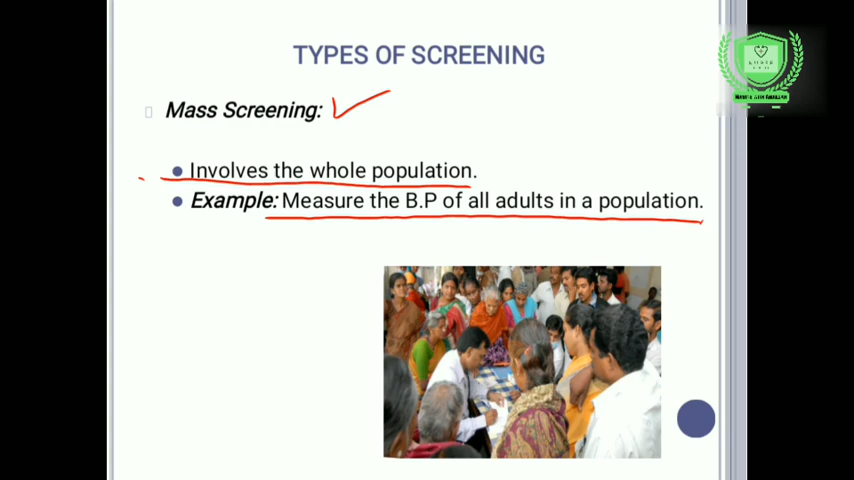 TYPES OF SCREENING
Mass Screening:
Involves the whole population.
Example: Measure the B.P of all adults in a population.